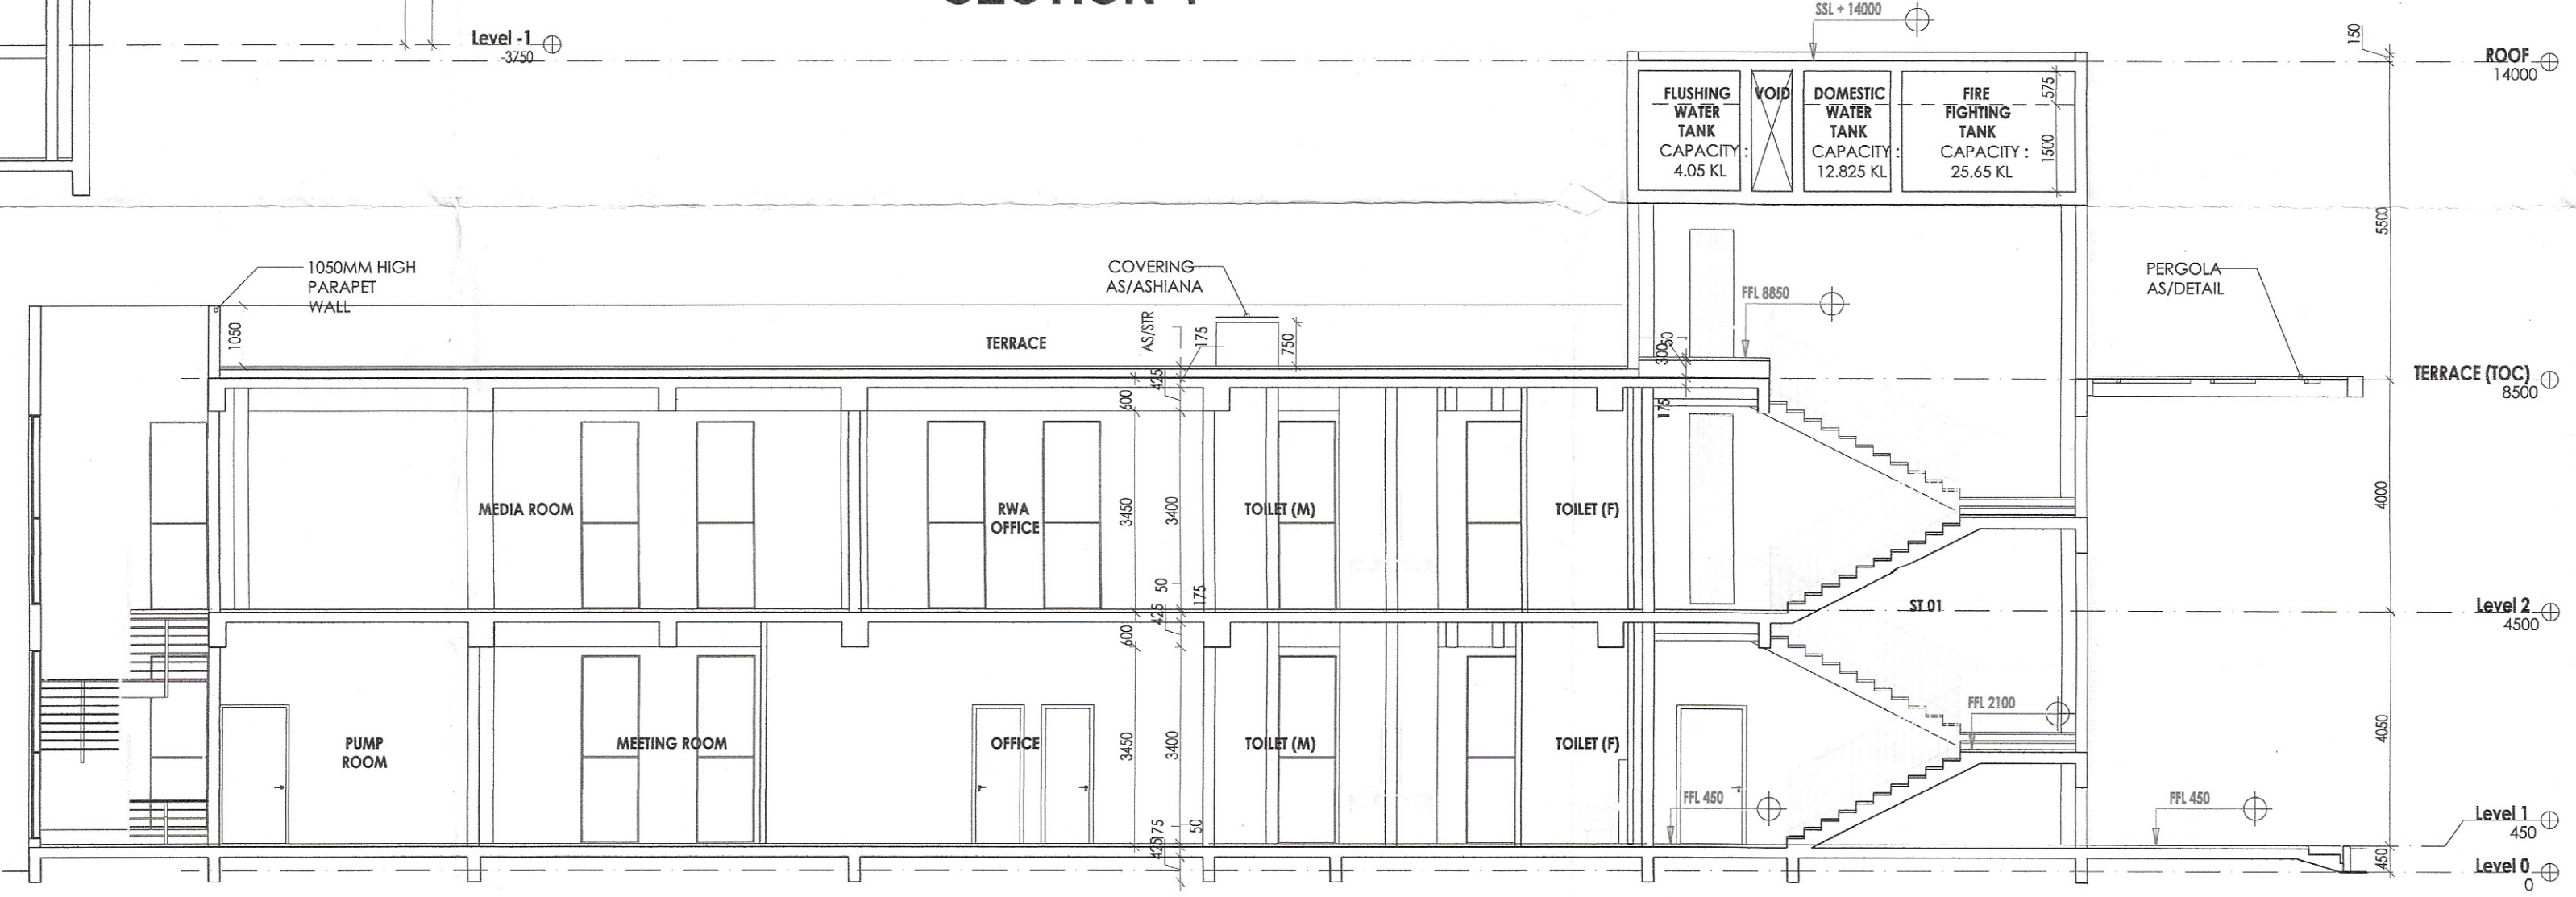 SECTION 1
SSL + 14000
Level -1
-3750
150
ROOF
14000
FLUSHING
WATER
TANK
CAPACITY :
4.05 KL
VOID
DOMESTIC
WATER
TANK
CAPACITY :
12.825 KL
FIRE
FIGHTING
TANK
CAPACITY :
25.65 KL
575
1500
5500
1050MM HIGH
PARAPET
WALL
COVERING
AS/ASHIANA
PERGOLA
AS/DETAIL
FFL 8850
1050
TERRACE
AS/STR
175
750
300
50
TERRACE (TOC)
8500
425
600
175
MEDIA ROOM
RWA
OFFICE
3450
3400
TOILET (M)
TOILET (F)
4000
50
175
425
ST 01
Level 2
4500
600
FFL 2100
PUMP
ROOM
MEETING ROOM
OFFICE
3450
3400
TOILET (M)
TOILET (F)
4050
FFL 450
FFL 450
Level 1
450
175
50
425
450
Level 0
0